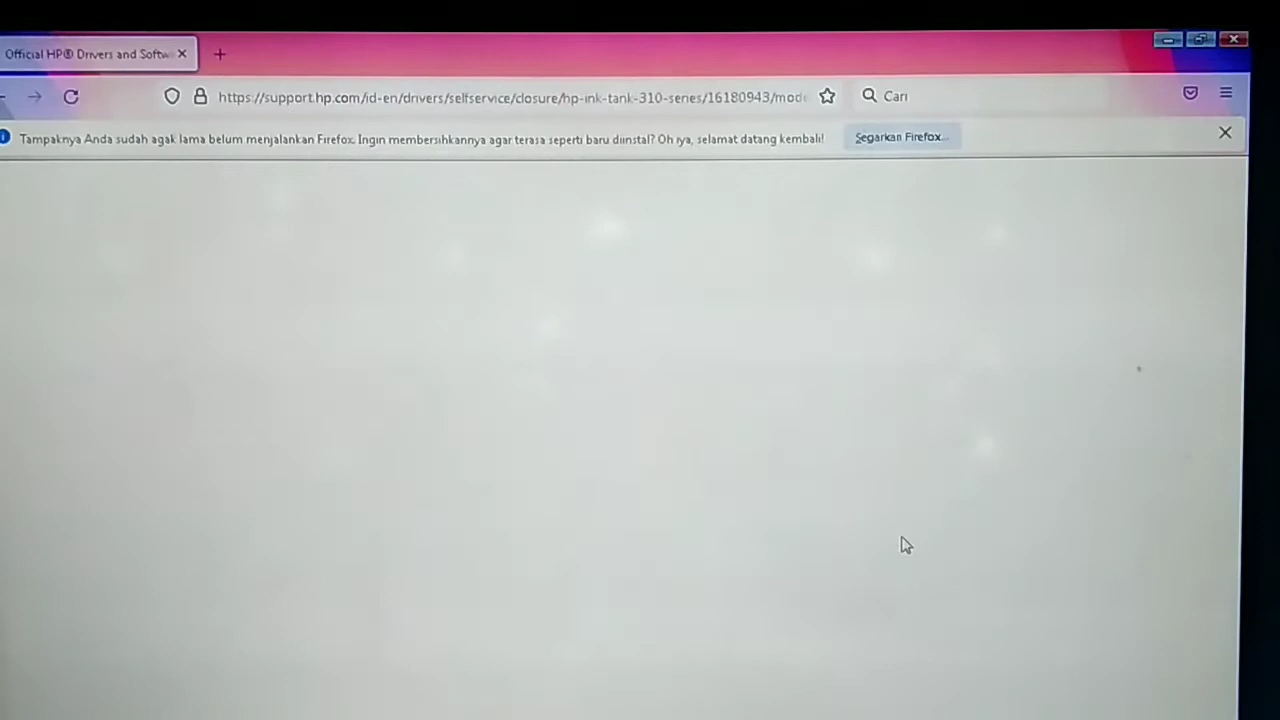 Official HP® Drivers and Softw
https://support.hp.com/id-en/drivers/selfservice/closure/hp-ink-tank-310-series/16180943/mode
Cari
Tampaknya Anda sudah agak lama belum menjalankan Firefox. Ingin membersihkannya agar terasa seperti baru diinstal? Oh iya, selamat datang kembali!
Segarkan Firefox...